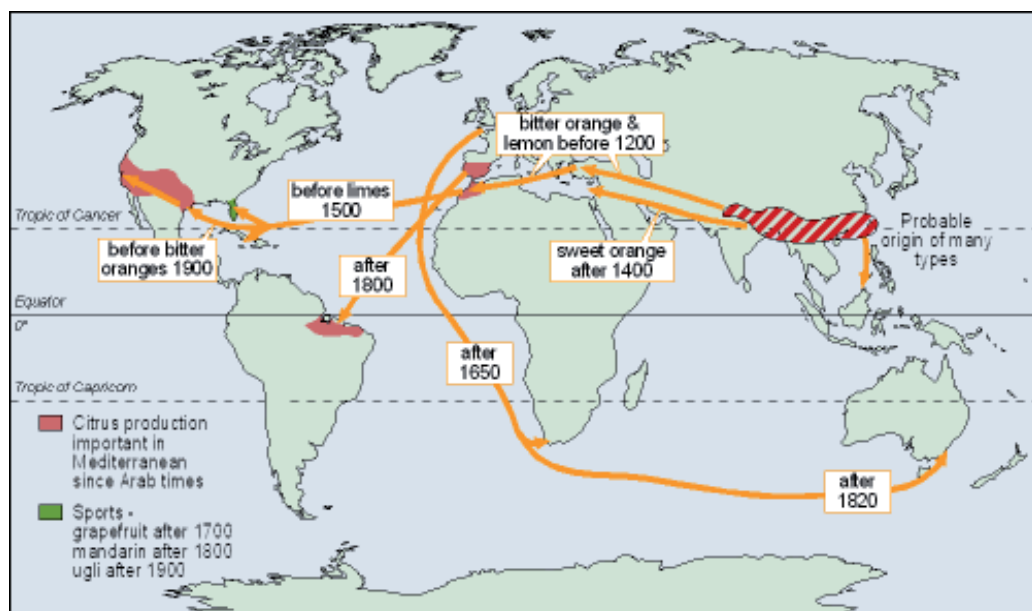 bitter orange &
lemon before 1200
before limes
1500
Tropic of Cancer
before bitter
oranges 1900
after
1800
sweet orange
after 1400
Probable
origin of many
types
Equator
0°
after
1650
Tropic of Capricorn
Citrus production
important in
Mediterranean
since Arab times
after
1820
Sports -
grapefruit after 1700
mandarin after 1800
ugli after 1900